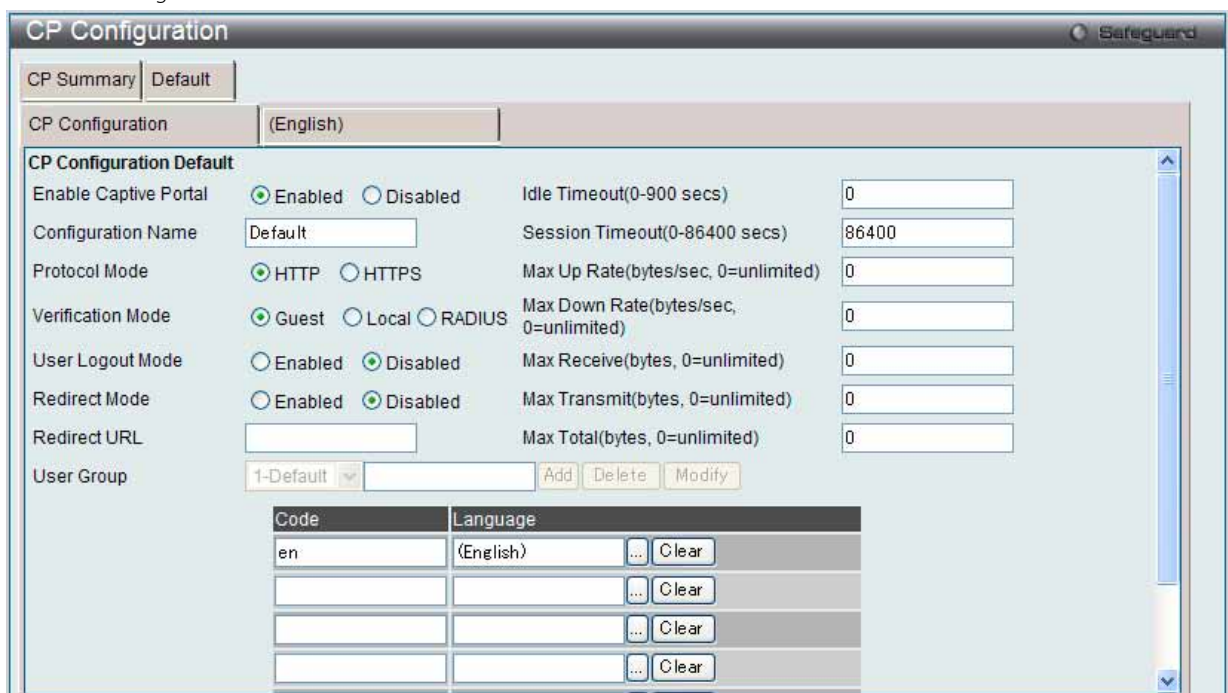 CP Configuration
Safeguard
CP Summary Default
CP Configuration (English)
CP Configuration Default
Enable Captive Portal Enabled Disabled Idle Timeout(0-900 secs) 0
Configuration Name Default Session Timeout(0-86400 secs) 86400
Protocol Mode HTTP HTTPS Max Up Rate(bytes/sec, 0=unlimited) 0
Verification Mode Guest Local RADIUS Max Down Rate(bytes/sec, 0=unlimited) 0
User Logout Mode Enabled Disabled Max Receive(bytes, 0=unlimited) 0
Redirect Mode Enabled Disabled Max Transmit(bytes, 0=unlimited) 0
Redirect URL Max Total(bytes, 0=unlimited) 0
User Group 1-Default Add Delete Modify
Code Language
en (English) ... Clear
... Clear
... Clear
... Clear